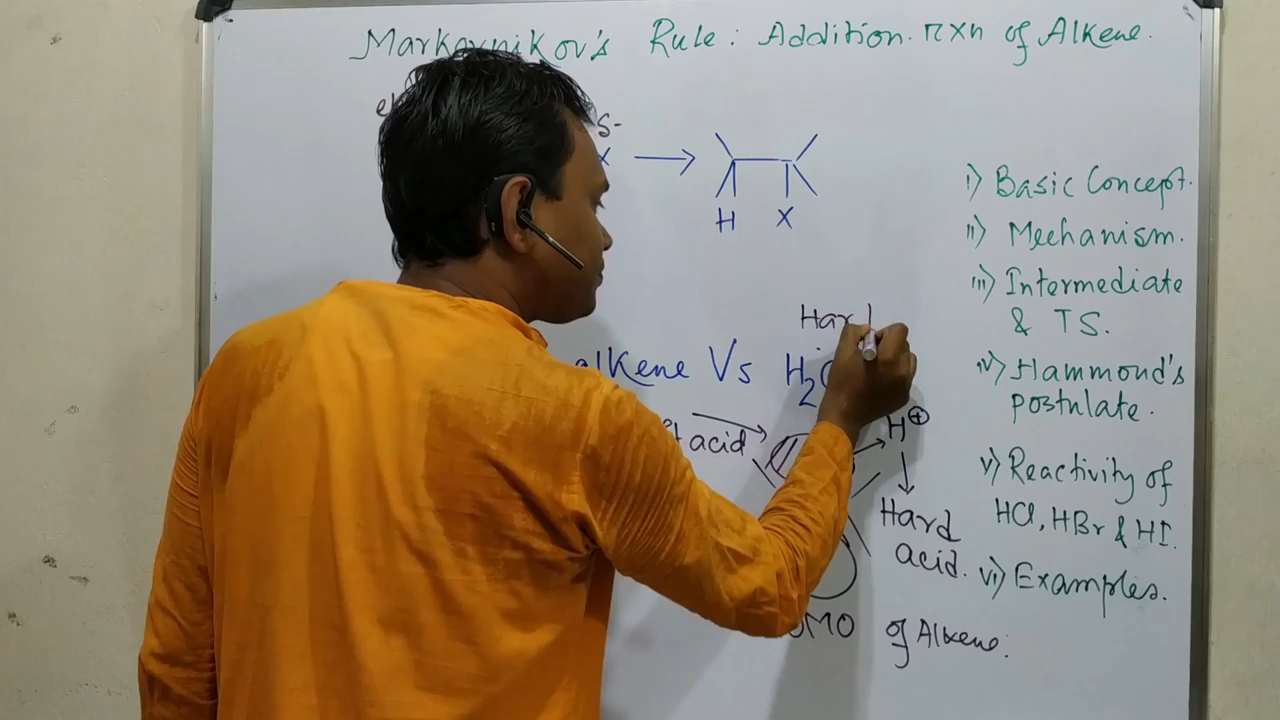 Markovnikov's Rule: Addition rxn of Alkene.
δ-
X
H X
i) Basic Concept.
ii) Mechanism.
iii) Intermediate
& TS.
iv) Hammond's
postulate.
v) Reactivity of
HCl, HBr & HI.
vi) Examples.
Har
alkene Vs H2
acid
H⊕
Hard
acid.
of Alkene.